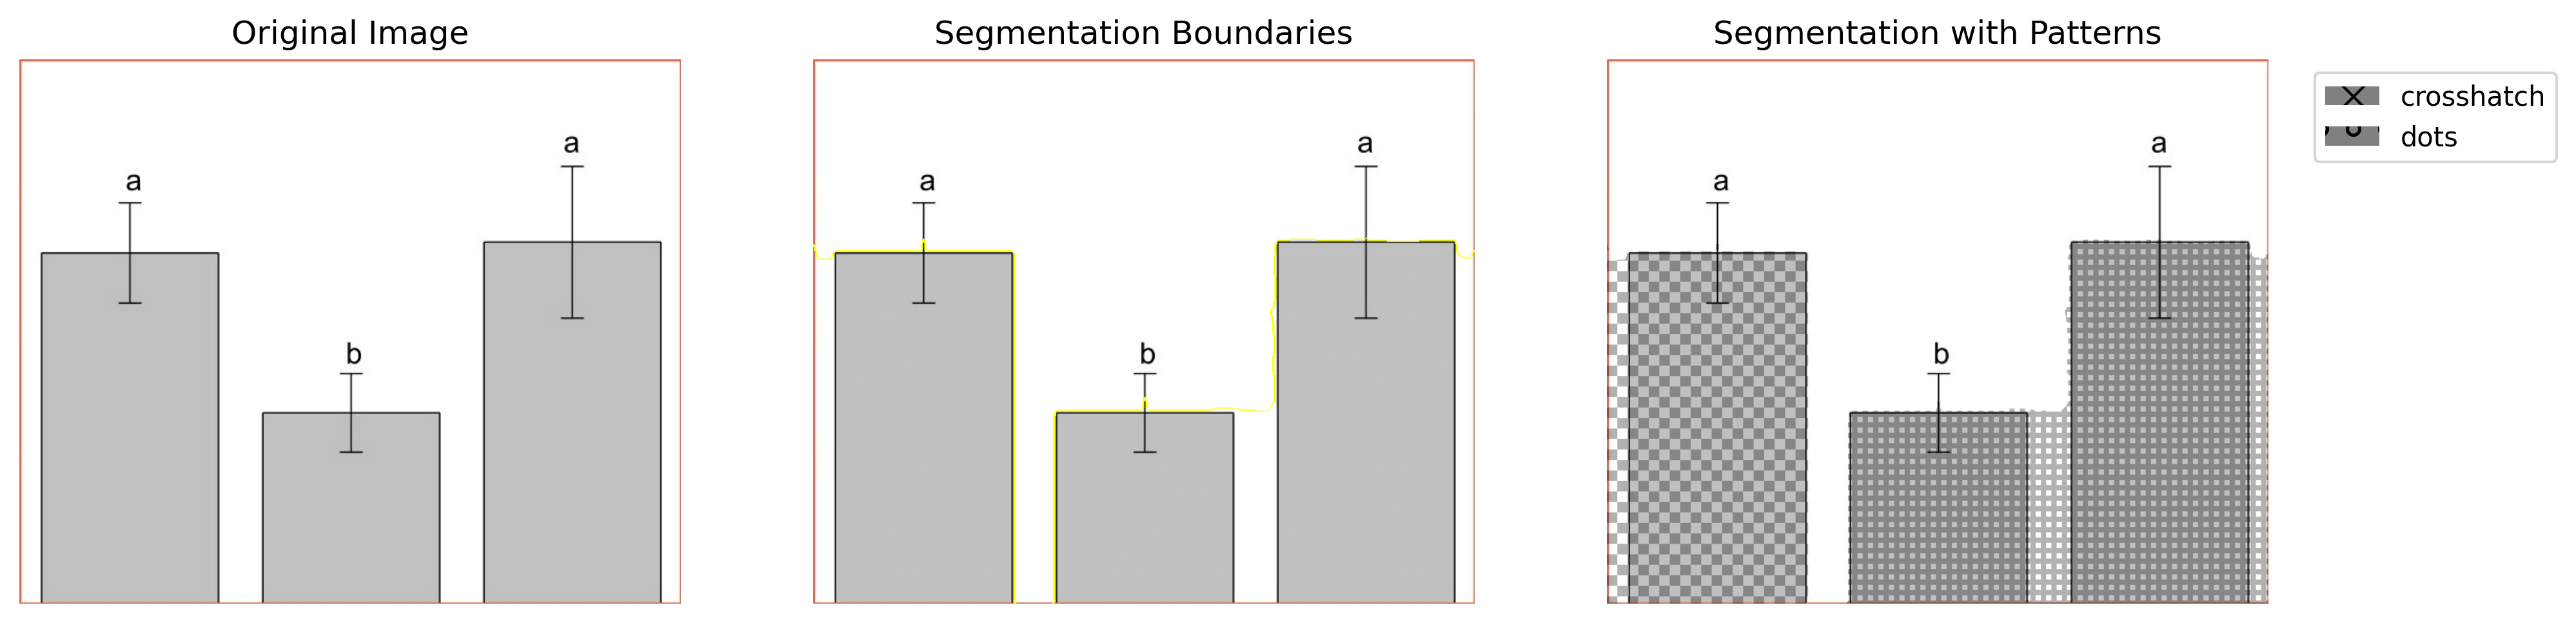 Original Image
Segmentation Boundaries
Segmentation with Patterns
a
a
b
a
a
b
a
a
b
crosshatch
dots